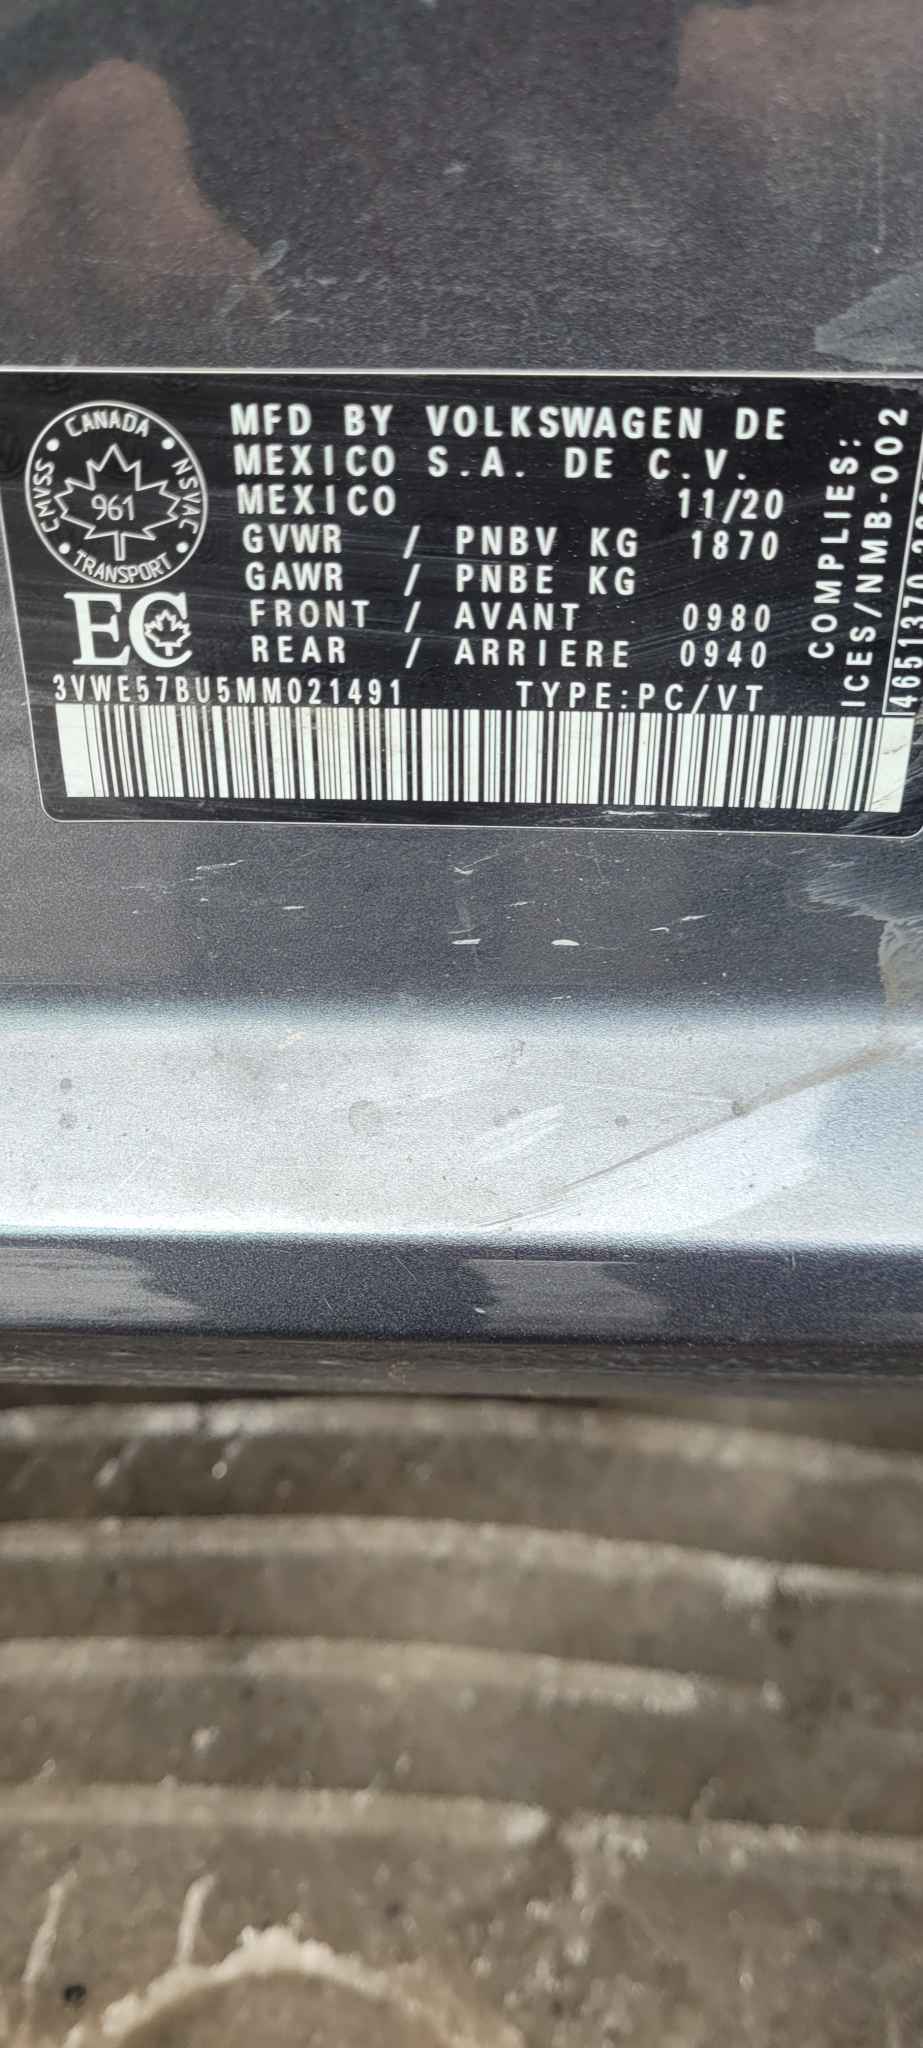 CANADA
CMVSS
961
NSVAC
TRANSPORT
EC
MFD BY VOLKSWAGEN DE
MEXICO S.A. DE C.V.
MEXICO 11/20
GVWR / PNBV KG 1870
GAWR / PNBE KG
FRONT / AVANT 0980
REAR / ARRIERE 0940
3VWE57BU5MM021491 TYPE:PC/VT
COMPLIES:
ICES/NMB-002
4651370